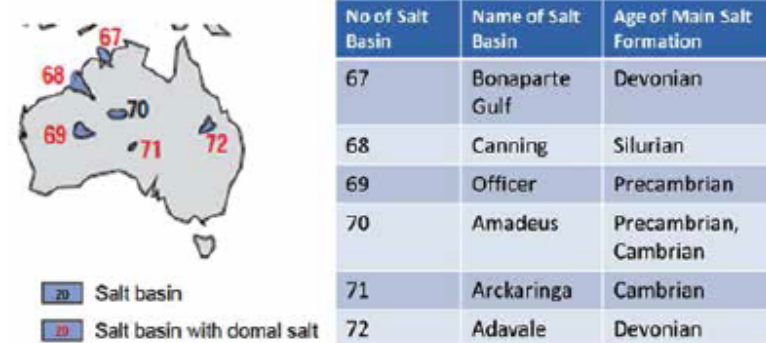 67
68
70
69
71
72
20 Salt basin
20 Salt basin with domal salt
No of Salt Basin Name of Salt Basin Age of Main Salt Formation
67 Bonaparte Gulf Devonian
68 Canning Silurian
69 Officer Precambrian
70 Amadeus Precambrian, Cambrian
71 Arckaringa Cambrian
72 Adavale Devonian